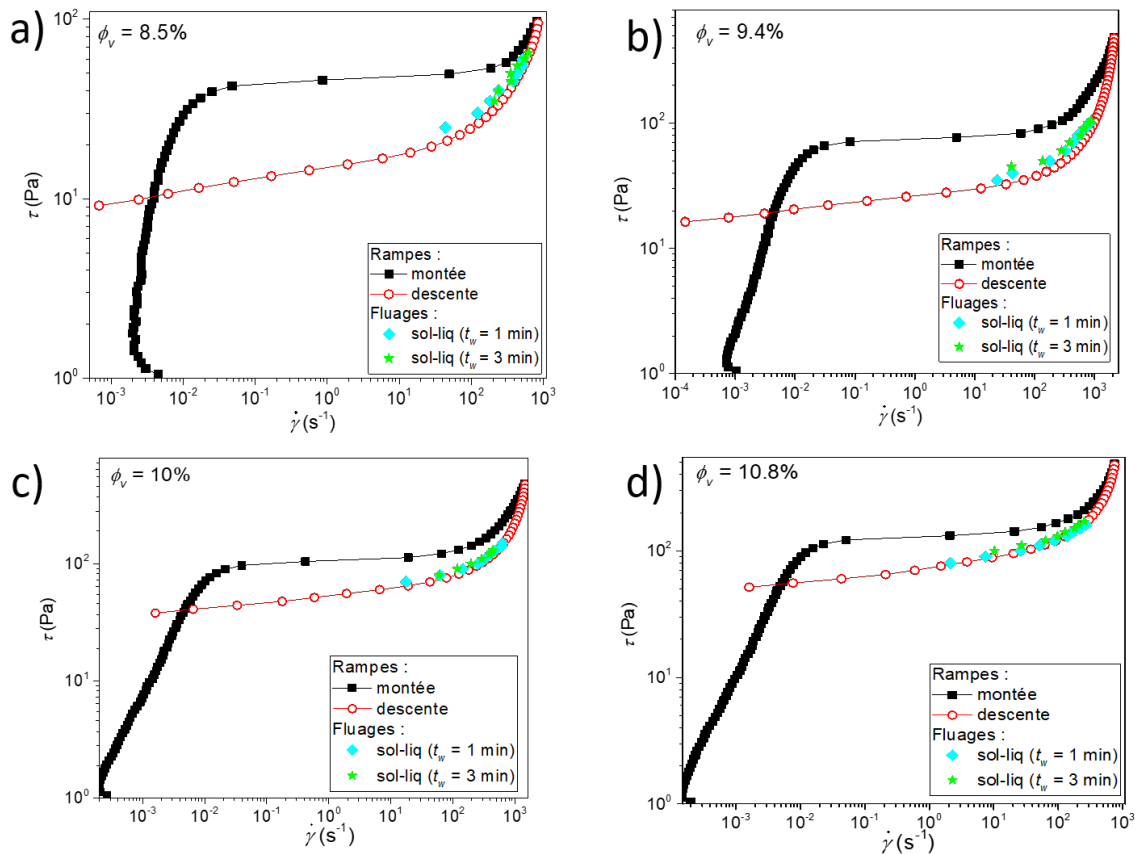 a)
ϕv = 8.5%
10²
10¹
10⁰
τ (Pa)
Rampes :
montée
descente
Fluages :
sol-liq (tw = 1 min)
sol-liq (tw = 3 min)
10⁻³ 10⁻² 10⁻¹ 10⁰ 10¹ 10² 10³
γ̇ (s⁻¹)
b)
ϕv = 9.4%
10²
10¹
10⁰
τ (Pa)
Rampes :
montée
descente
Fluages :
sol-liq (tw = 1 min)
sol-liq (tw = 3 min)
10⁻⁴ 10⁻³ 10⁻² 10⁻¹ 10⁰ 10¹ 10² 10³
γ̇ (s⁻¹)
c)
ϕv = 10%
10²
10¹
10⁰
τ (Pa)
Rampes :
montée
descente
Fluages :
sol-liq (tw = 1 min)
sol-liq (tw = 3 min)
10⁻³ 10⁻² 10⁻¹ 10⁰ 10¹ 10² 10³
γ̇ (s⁻¹)
d)
ϕv = 10.8%
10²
10¹
10⁰
τ (Pa)
Rampes :
montée
descente
Fluages :
sol-liq (tw = 1 min)
sol-liq (tw = 3 min)
10⁻³ 10⁻² 10⁻¹ 10⁰ 10¹ 10² 10³
γ̇ (s⁻¹)